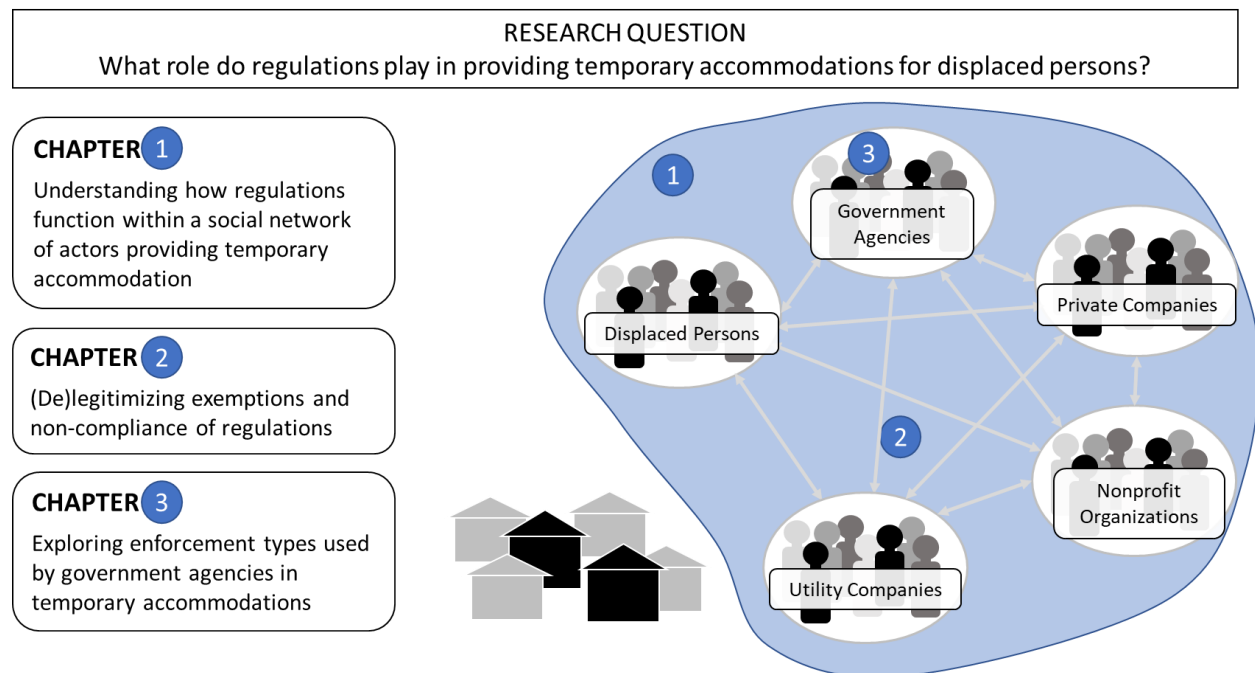 RESEARCH QUESTION
What role do regulations play in providing temporary accommodations for displaced persons?
CHAPTER 1
Understanding how regulations
function within a social network
of actors providing temporary
accommodation
CHAPTER 2
(De)legitimizing exemptions and
non-compliance of regulations
CHAPTER 3
Exploring enforcement types used
by government agencies in
temporary accommodations
1
3
Government
Agencies
Private Companies
Displaced Persons
2
Nonprofit
Organizations
Utility Companies